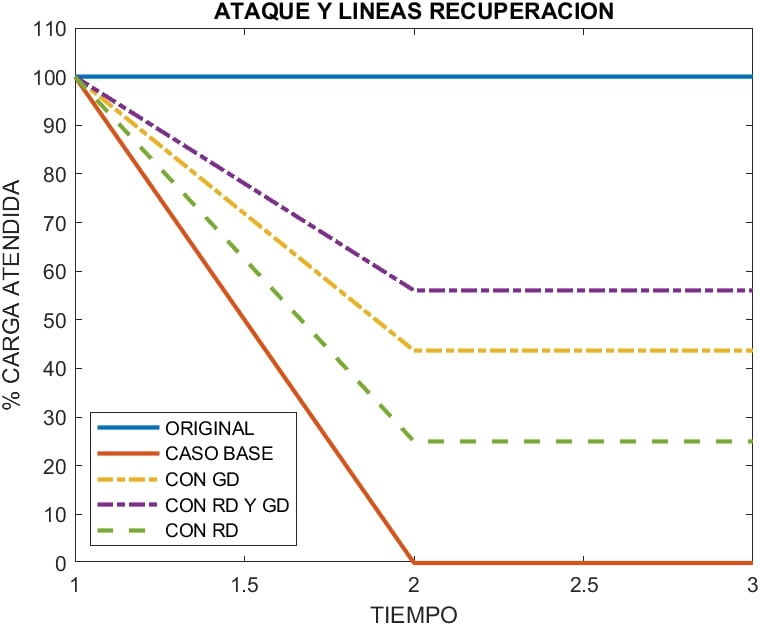 ATAQUE Y LINEAS RECUPERACION
% CARGA ATENDIDA
110
100
90
80
70
60
50
40
30
20
10
0
ORIGINAL
CASO BASE
CON GD
CON RD Y GD
CON RD
1
1.5
2
2.5
3
TIEMPO